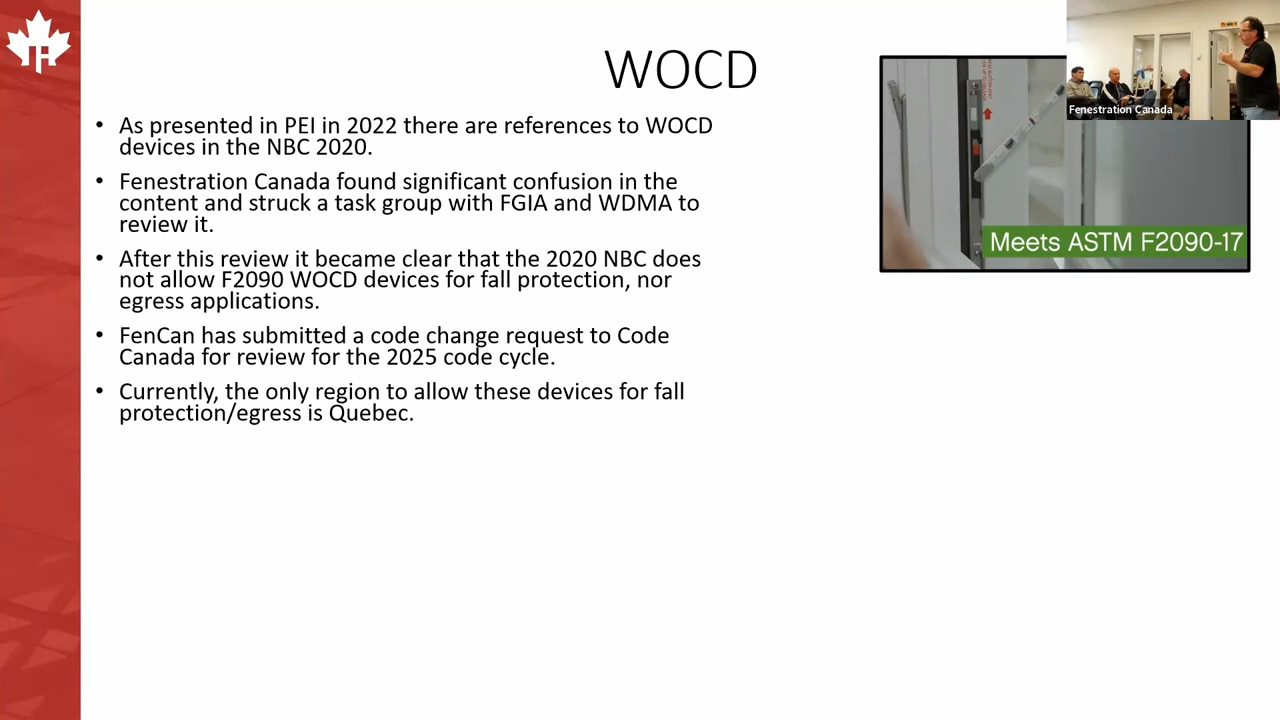 WOCD
• As presented in PEI in 2022 there are references to WOCD
devices in the NBC 2020.
• Fenestration Canada found significant confusion in the
content and struck a task group with FGIA and WDMA to
review it.
• After this review it became clear that the 2020 NBC does
not allow F2090 WOCD devices for fall protection, nor
egress applications.
• FenCan has submitted a code change request to Code
Canada for review for the 2025 code cycle.
• Currently, the only region to allow these devices for fall
protection/egress is Quebec.
Meets ASTM F2090-17
Fenestration Canada